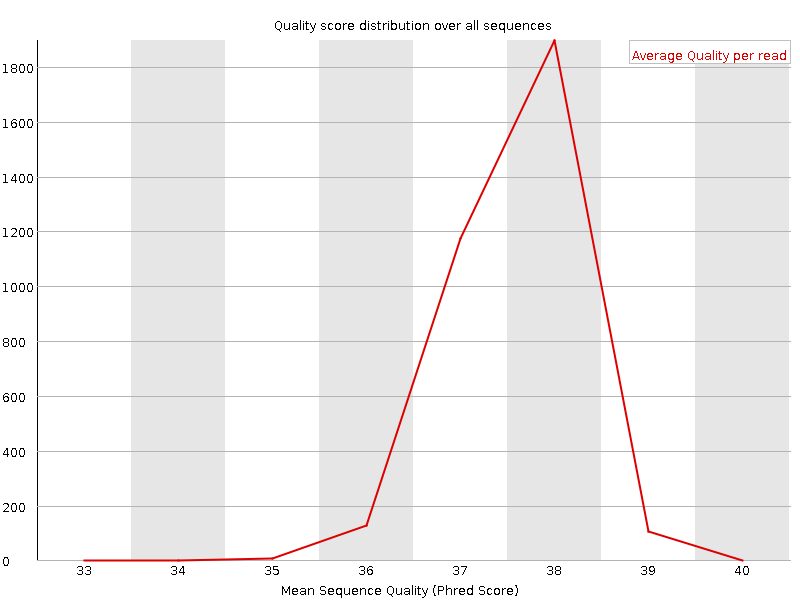 Quality score distribution over all sequences
Average Quality per read
1800
1600
1400
1200
1000
800
600
400
200
0
33 34 35 36 37 38 39 40
Mean Sequence Quality (Phred Score)